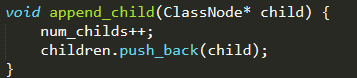 void append_child(ClassNode* child) {
    num_childs++;
    children.push_back(child);
}